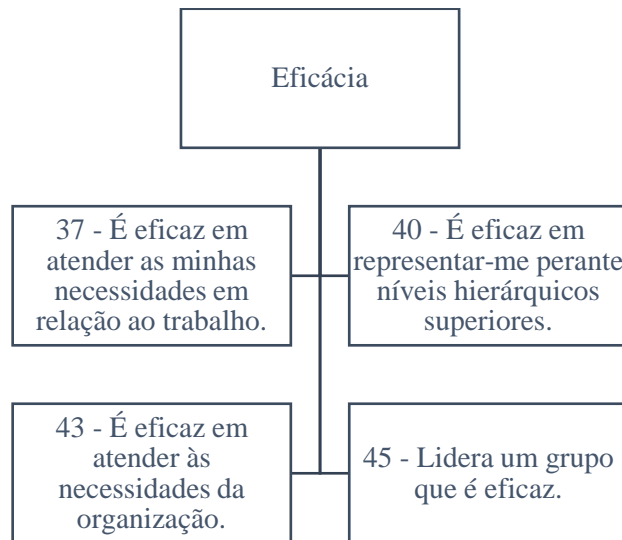 Eficácia
37 - É eficaz em
atender as minhas
necessidades em
relação ao trabalho.
40 - É eficaz em
representar-me perante
níveis hierárquicos
superiores.
43 - É eficaz em
atender às
necessidades da
organização.
45 - Lidera um grupo
que é eficaz.